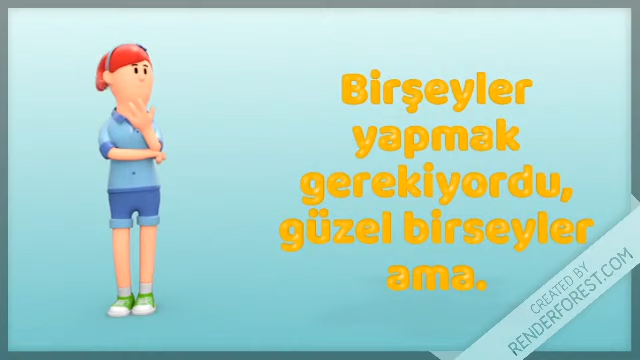 Birşeyler
yapmak
gerekiyordu,
güzel birseyler
ama.
CREATED BY
RENDERFOREST.COM